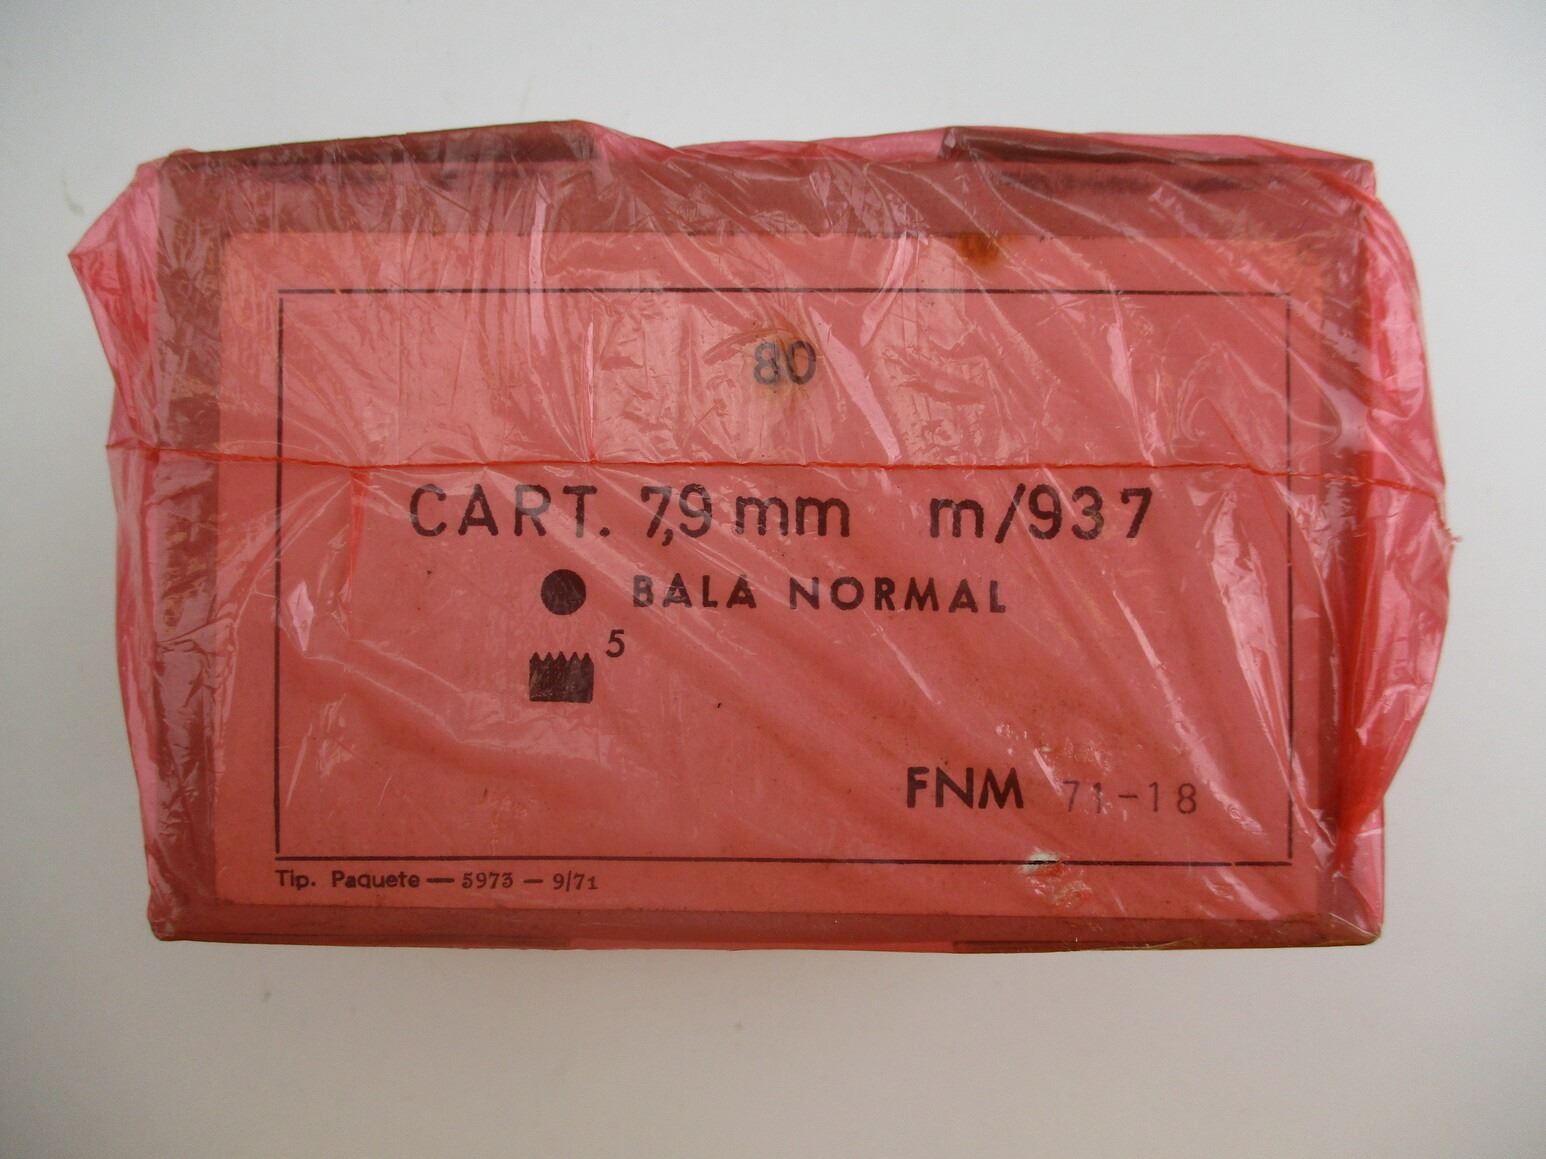 80
CART. 7,9 mm m/937
BALA NORMAL
5
FNM 71-18
Tip. Paquete — 5973 — 9/71